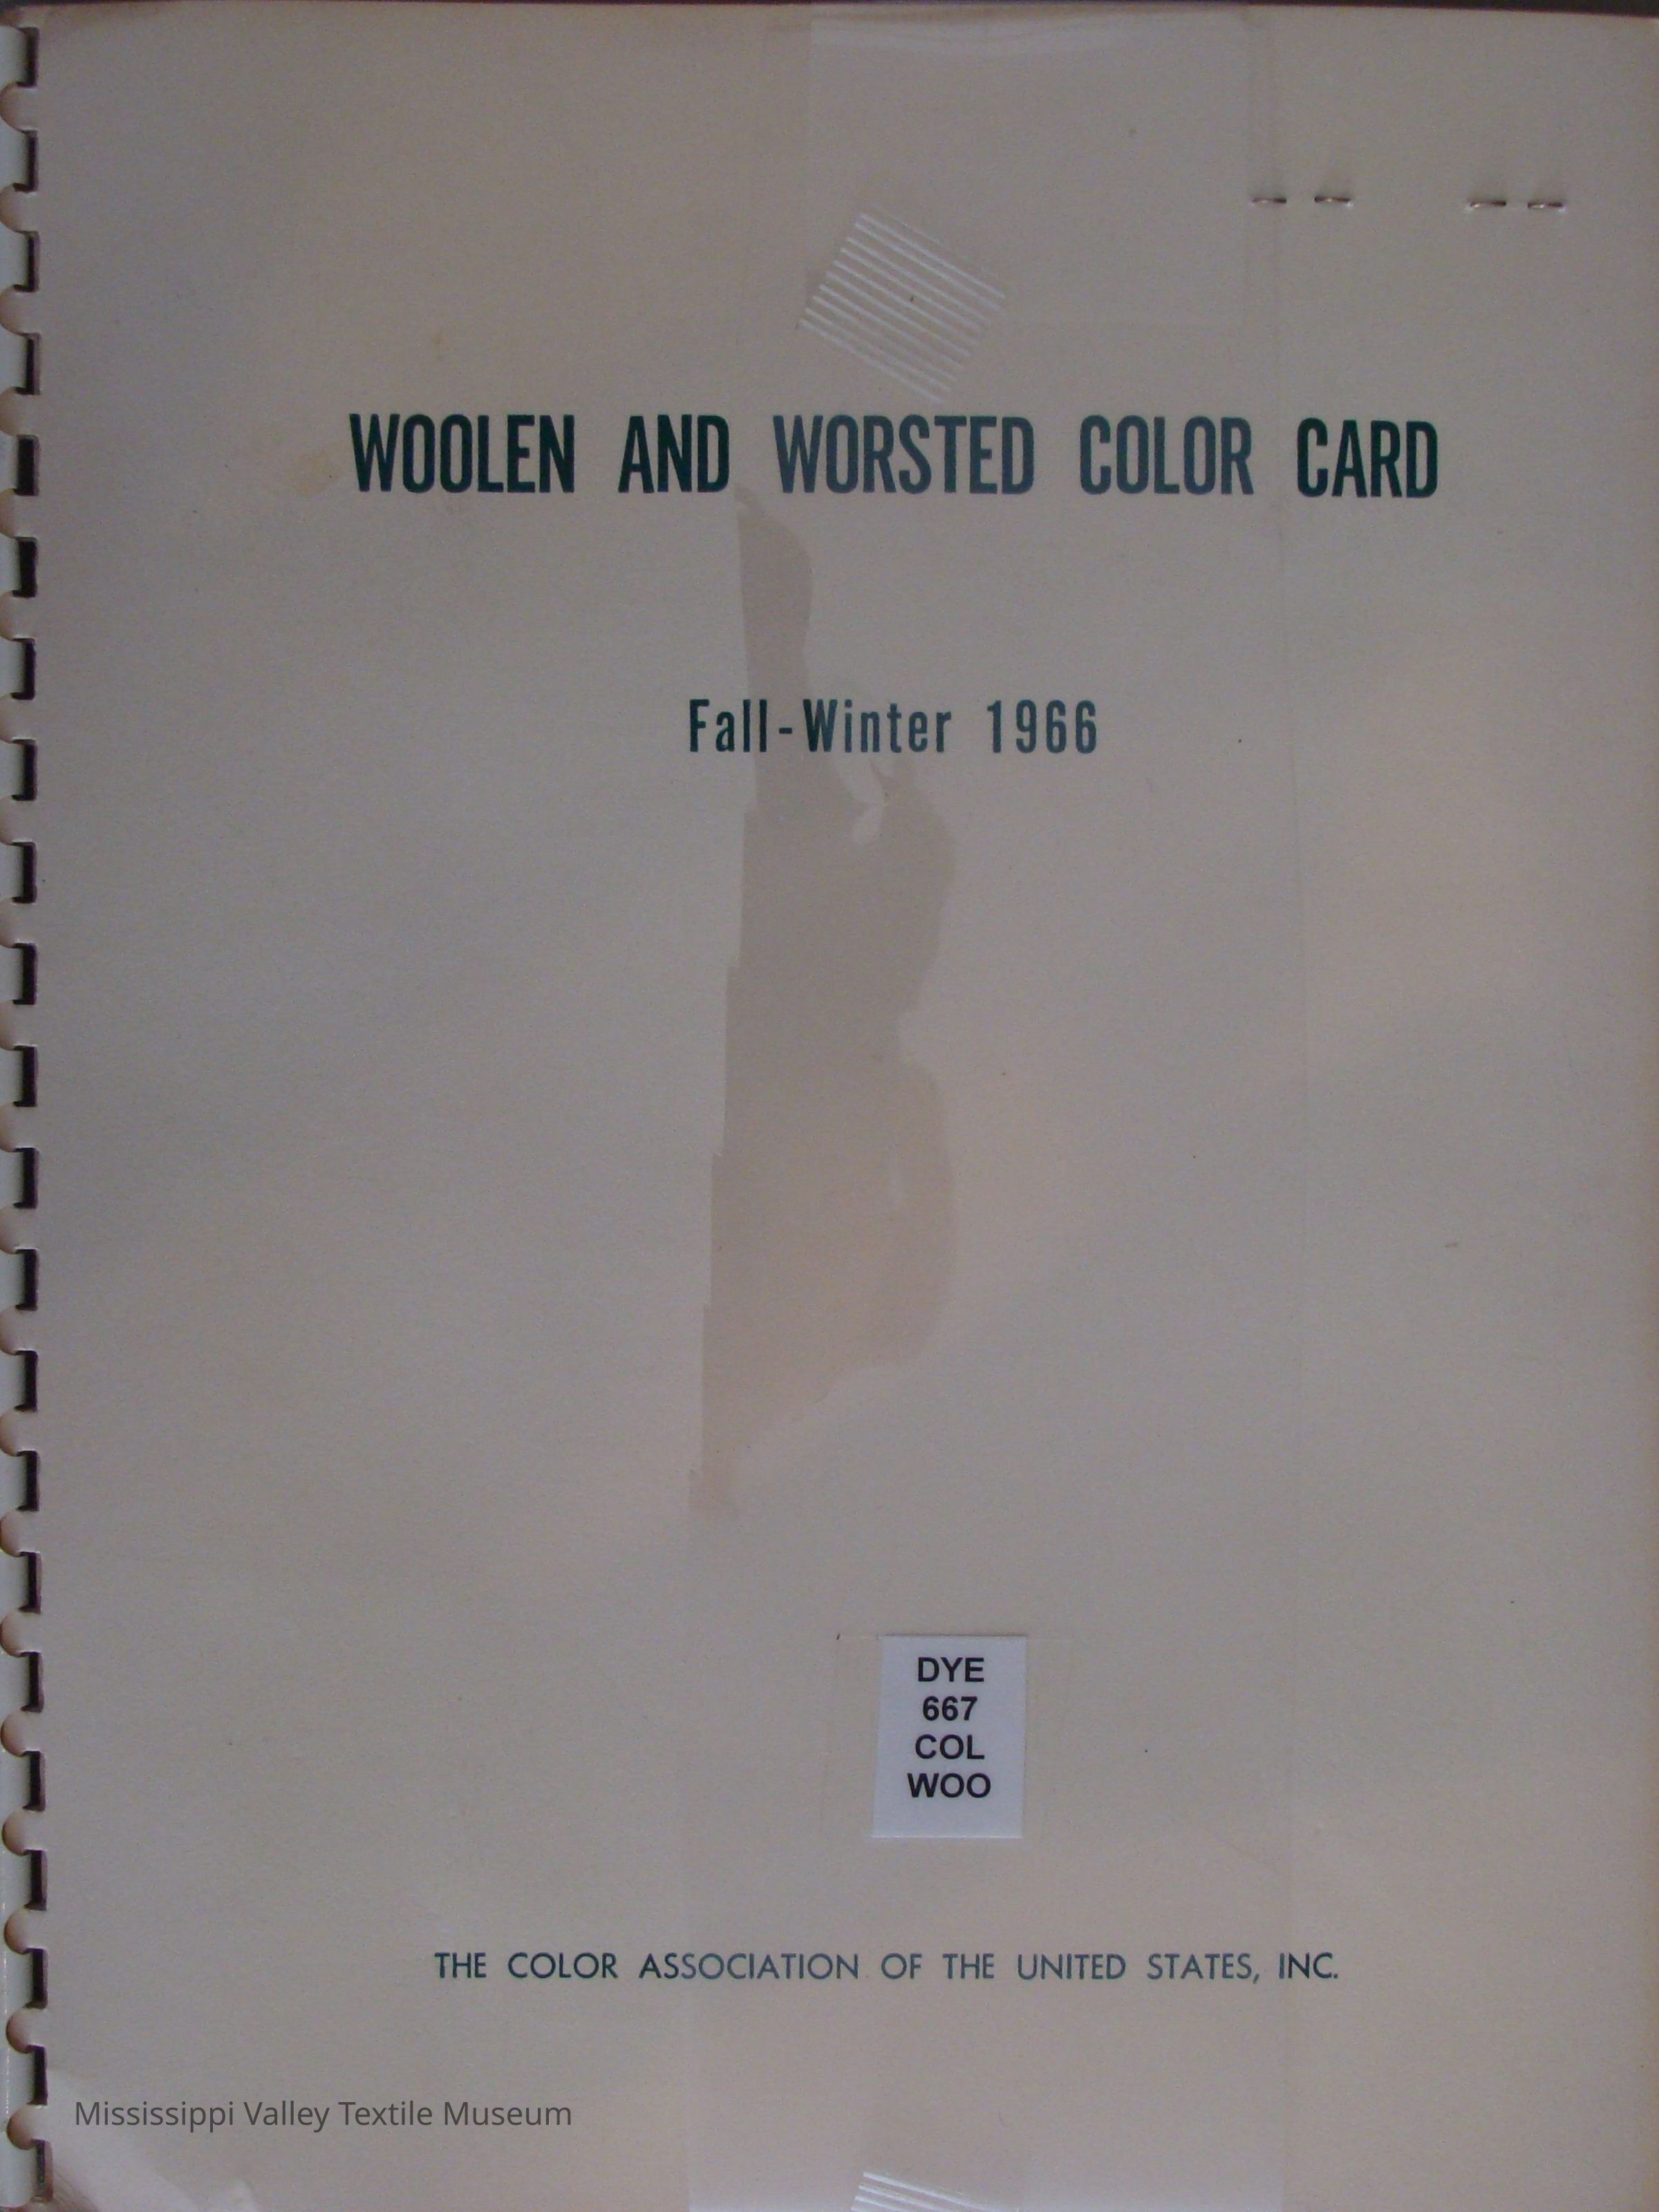 WOOLEN AND WORSTED COLOR CARD
Fall-Winter 1966
DYE
667
COL
WOO
THE COLOR ASSOCIATION OF THE UNITED STATES, INC.
Mississippi Valley Textile Museum